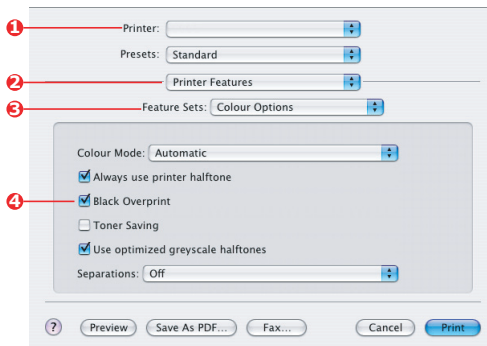 1 Printer:
Presets: Standard
2 Printer Features
3 Feature Sets: Colour Options
Colour Mode: Automatic
Always use printer halftone
4 Black Overprint
Toner Saving
Use optimized greyscale halftones
Separations: Off
? Preview Save As PDF... Fax... Cancel Print